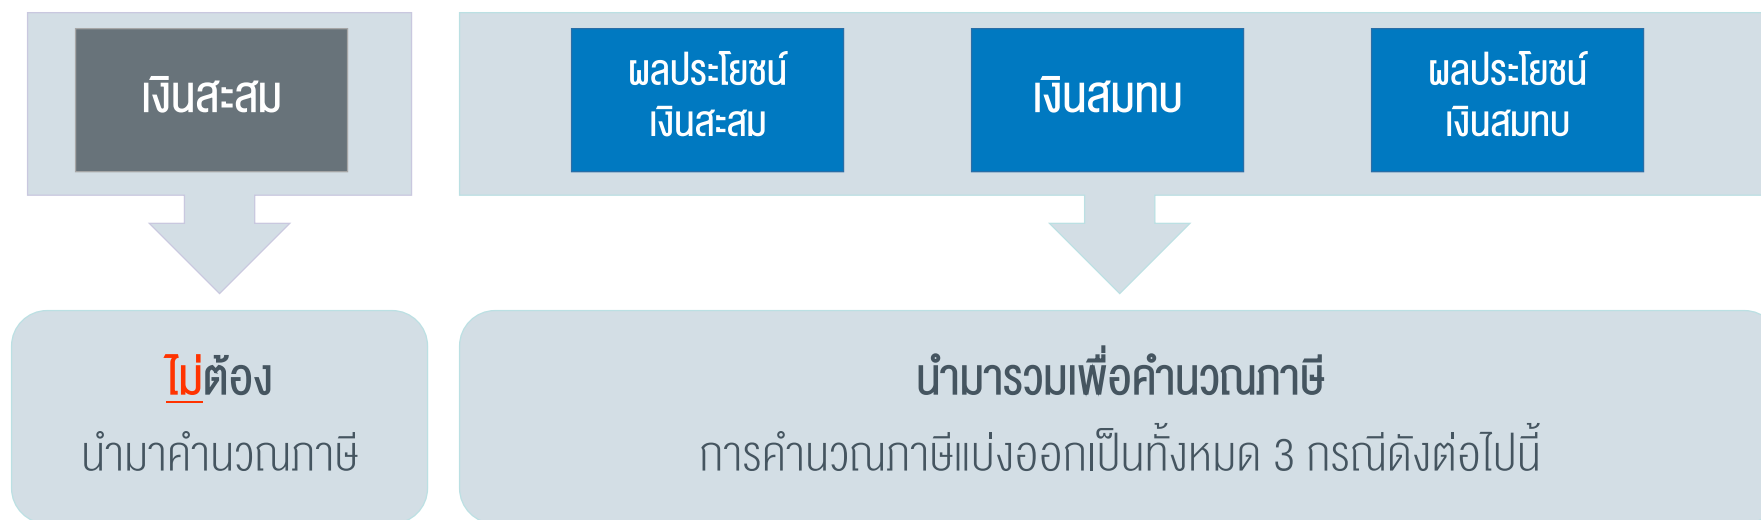 เงินสะสม
ผลประโยชน์
เงินสะสม
เงินสมทบ
ผลประโยชน์
เงินสมทบ
ไม่ต้อง
นำมาคำนวณภาษี
นำมารวมเพื่อคำนวณภาษี
การคำนวณภาษีแบ่งออกเป็นทั้งหมด 3 กรณีดังต่อไปนี้